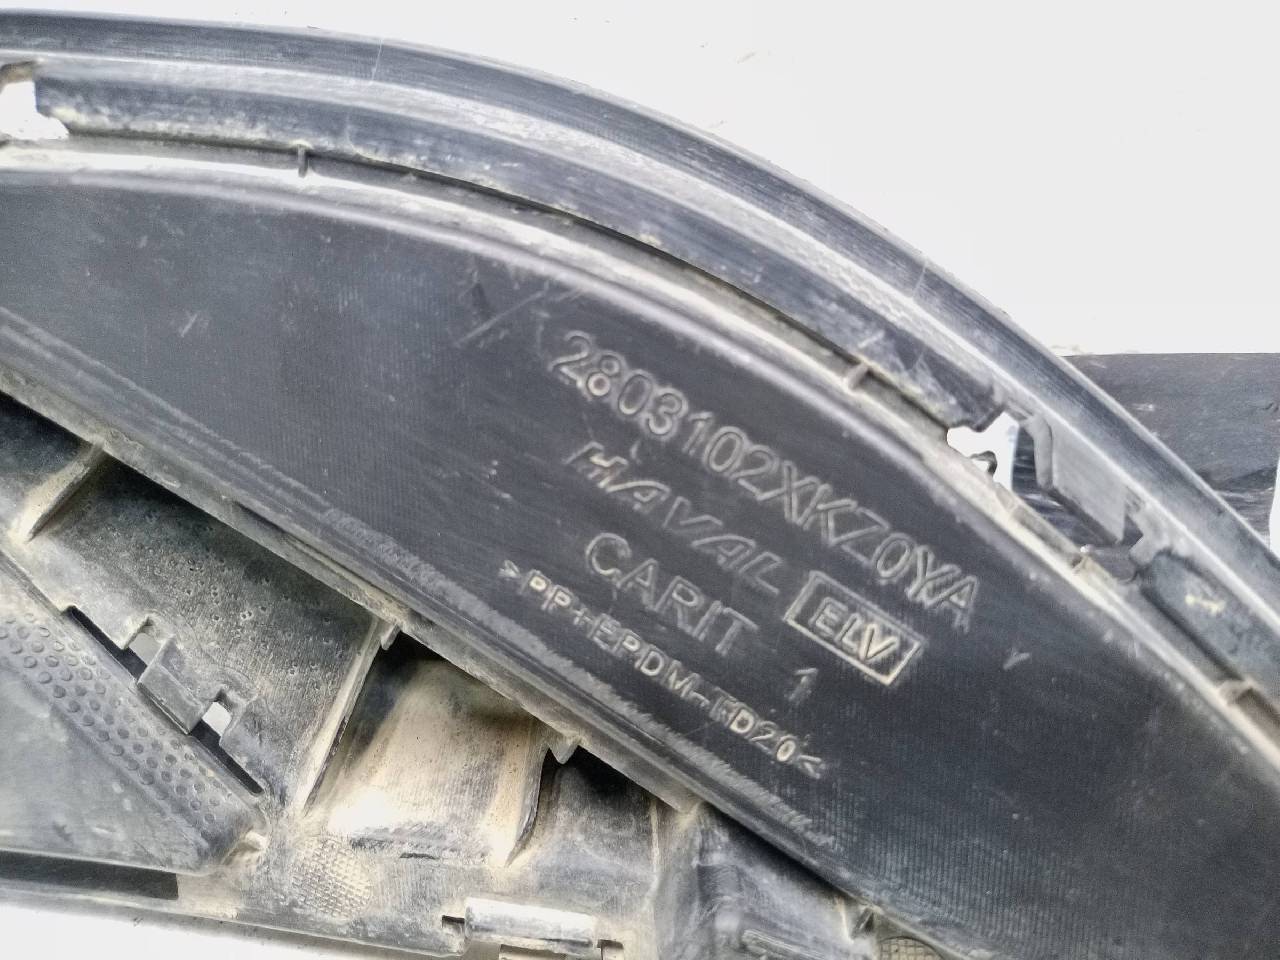 2803102XKZ0YA
HAVAL
CARIT 1 ELV
>PP+EPDM-TD20<